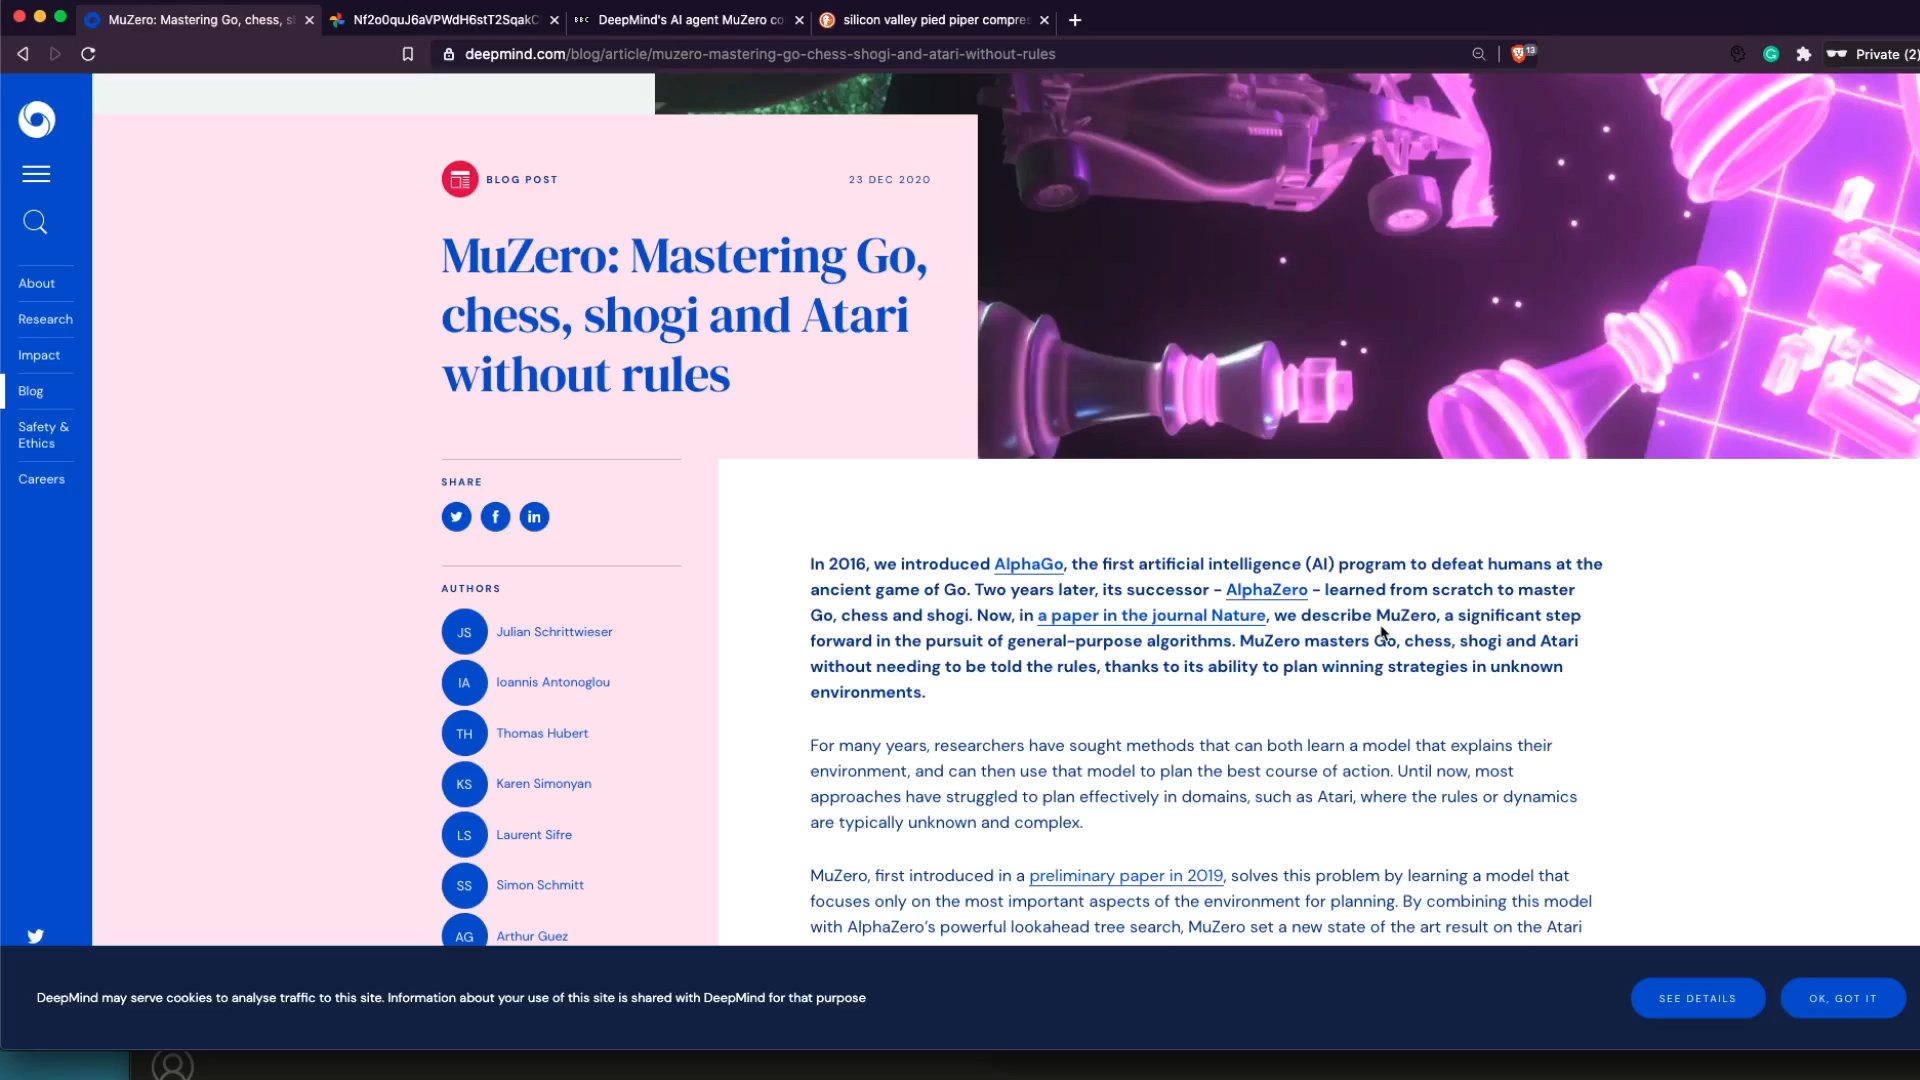 MuZero: Mastering Go, chess, s
Nf2o0quJ6aVPWdH6stT2SqakC
BBC DeepMind's AI agent MuZero co
silicon valley pied piper compres
deepmind.com/blog/article/muzero-mastering-go-chess-shogi-and-atari-without-rules
13
Private (2)
About
Research
Impact
Blog
Safety &
Ethics
Careers
BLOG POST
23 DEC 2020
MuZero: Mastering Go,
chess, shogi and Atari
without rules
SHARE
AUTHORS
JS Julian Schrittwieser
IA Ioannis Antonoglou
TH Thomas Hubert
KS Karen Simonyan
LS Laurent Sifre
SS Simon Schmitt
AG Arthur Guez
In 2016, we introduced AlphaGo, the first artificial intelligence (AI) program to defeat humans at the
ancient game of Go. Two years later, its successor - AlphaZero - learned from scratch to master
Go, chess and shogi. Now, in a paper in the journal Nature, we describe MuZero, a significant step
forward in the pursuit of general-purpose algorithms. MuZero masters Go, chess, shogi and Atari
without needing to be told the rules, thanks to its ability to plan winning strategies in unknown
environments.
For many years, researchers have sought methods that can both learn a model that explains their
environment, and can then use that model to plan the best course of action. Until now, most
approaches have struggled to plan effectively in domains, such as Atari, where the rules or dynamics
are typically unknown and complex.
MuZero, first introduced in a preliminary paper in 2019, solves this problem by learning a model that
focuses only on the most important aspects of the environment for planning. By combining this model
with AlphaZero's powerful lookahead tree search, MuZero set a new state of the art result on the Atari
DeepMind may serve cookies to analyse traffic to this site. Information about your use of this site is shared with DeepMind for that purpose
SEE DETAILS
OK, GOT IT